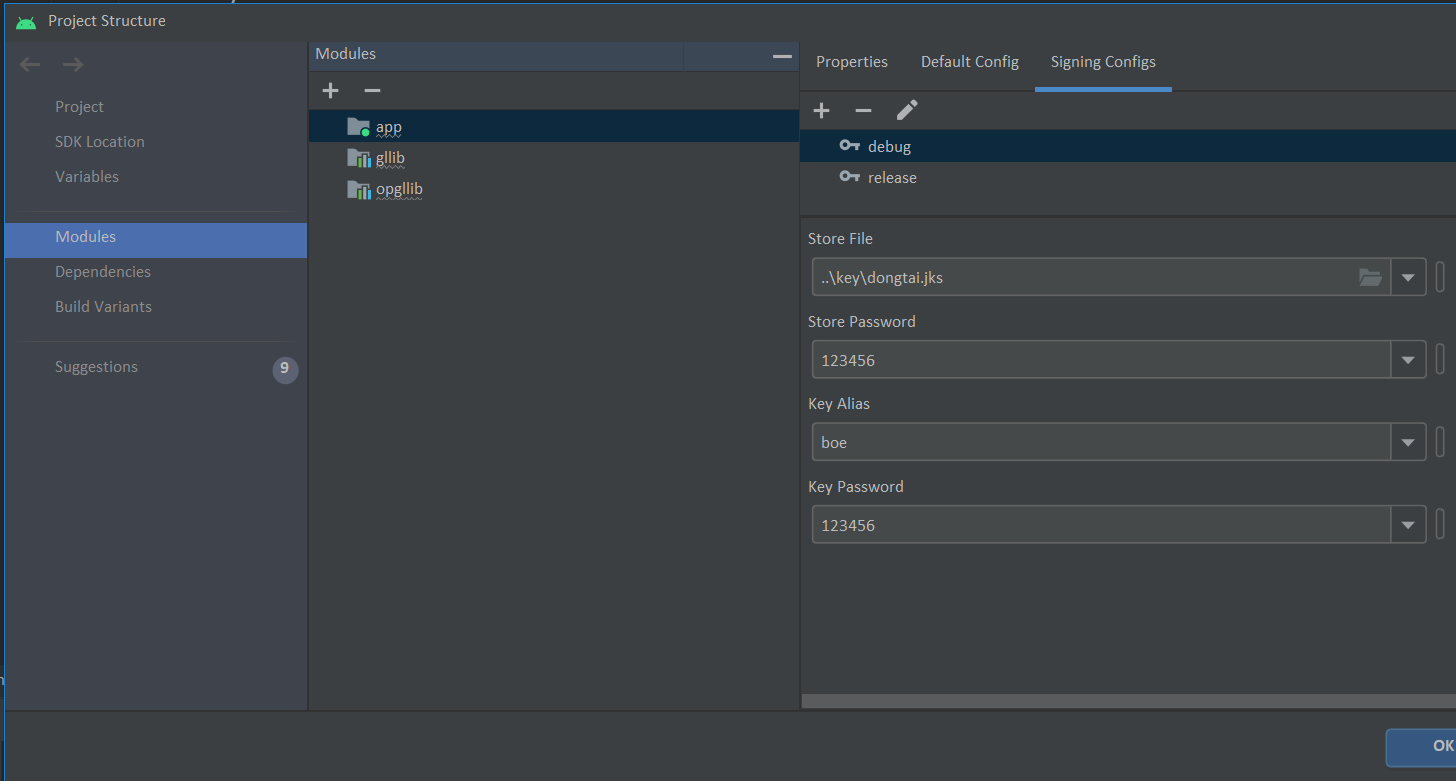 Project Structure
Project
SDK Location
Variables
Modules
Dependencies
Build Variants
Suggestions
9
Modules
app
gllib
opgllib
Properties Default Config Signing Configs
debug
release
Store File
..\key\dongtai.jks
Store Password
123456
Key Alias
boe
Key Password
123456
OK